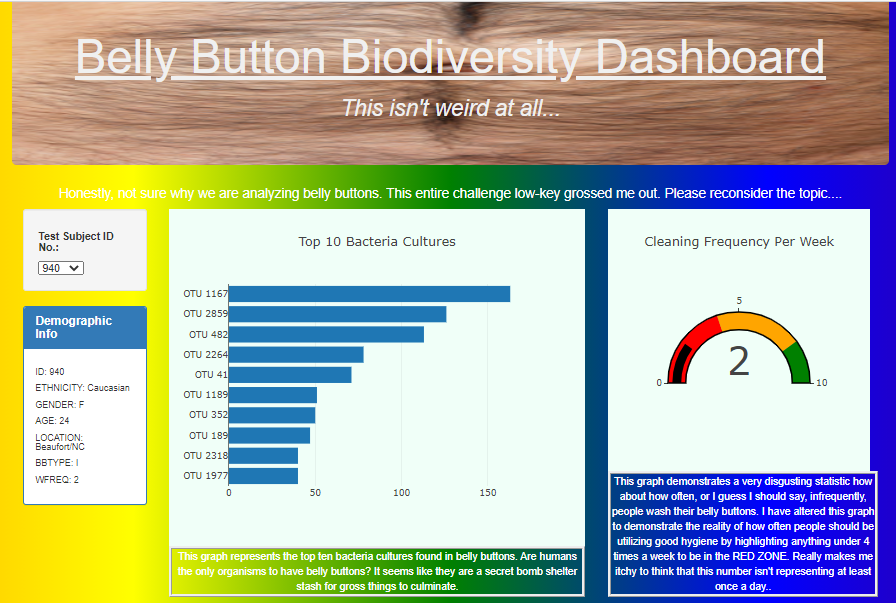 Belly Button Biodiversity Dashboard
This isn't weird at all...
Honestly, not sure why we are analyzing belly buttons. This entire challenge low-key grossed me out. Please reconsider the topic....
Test Subject ID
No.:
940
Demographic
Info
ID: 940
ETHNICITY: Caucasian
GENDER: F
AGE: 24
LOCATION:
Beaufort/NC
BBTYPE: I
WFREQ: 2
Top 10 Bacteria Cultures
OTU 1167
OTU 2859
OTU 482
OTU 2264
OTU 41
OTU 1189
OTU 352
OTU 189
OTU 2318
OTU 1977
0 50 100 150
This graph represents the top ten bacteria cultures found in belly buttons. Are humans
the only organisms to have belly buttons? It seems like they are a secret bomb shelter
stash for gross things to culminate.
Cleaning Frequency Per Week
5
2
0 10
This graph demonstrates a very disgusting statistic how
about how often, or I guess I should say, infrequently,
people wash their belly buttons. I have altered this graph
to demonstrate the reality of how often people should be
utilizing good hygiene by highlighting anything under 4
times a week to be in the RED ZONE. Really makes me
itchy to think that this number isn't representing at least
once a day..